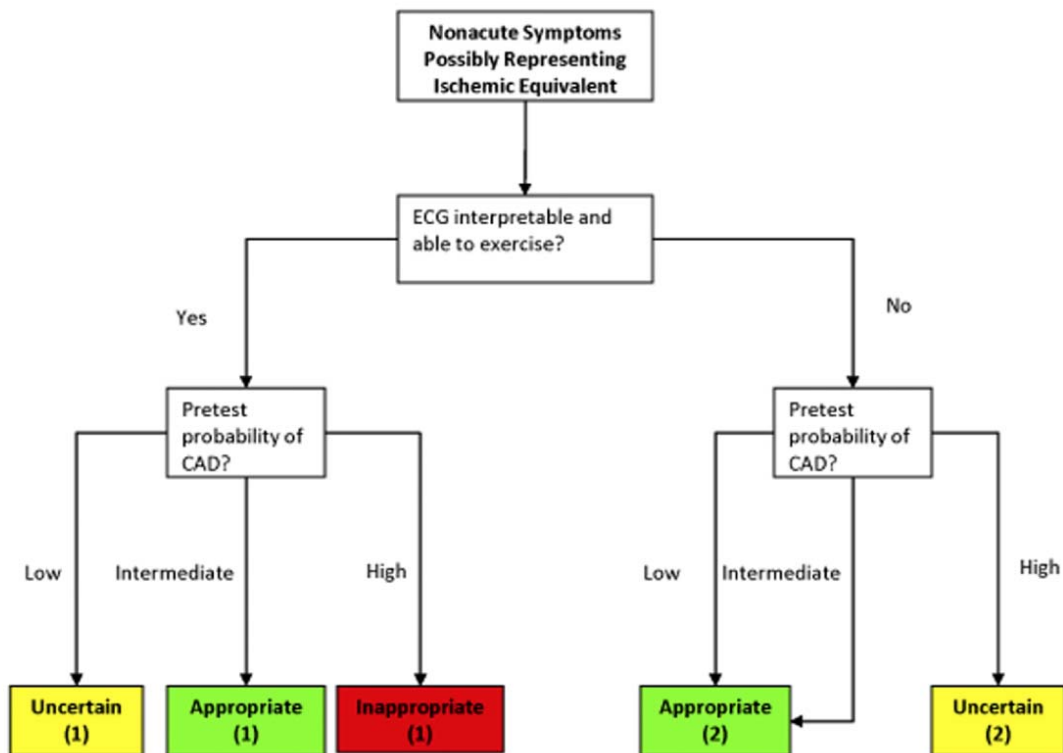 Nonacute Symptoms
Possibly Representing
Ischemic Equivalent
ECG interpretable and
able to exercise?
Yes
No
Pretest
probability of
CAD?
Pretest
probability of
CAD?
Low
Intermediate
High
Low
Intermediate
High
Uncertain
(1)
Appropriate
(1)
Inappropriate
(1)
Appropriate
(2)
Uncertain
(2)